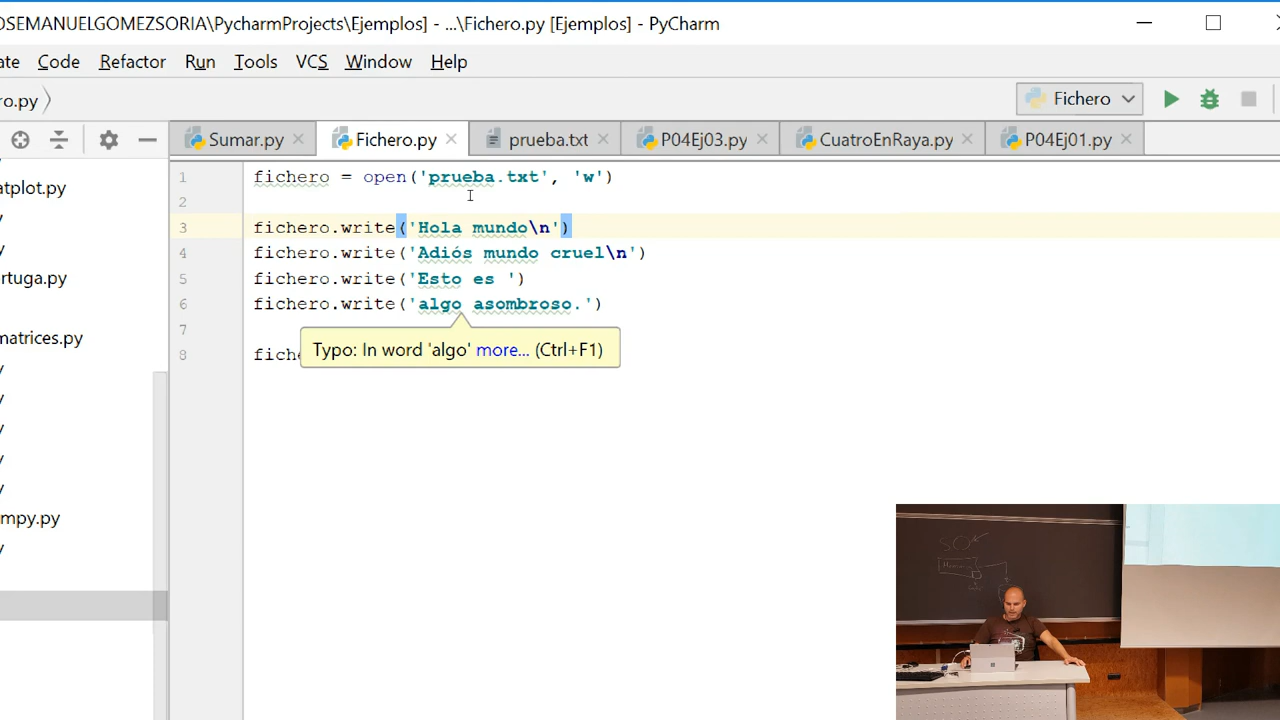 OSEMANUELGOMEZSORIA\PycharmProjects\Ejemplos] - ...\Fichero.py [Ejemplos] - PyCharm
ate Code Refactor Run Tools VCS Window Help
ro.py
Fichero
Sumar.py Fichero.py prueba.txt P04Ej03.py CuatroEnRaya.py P04Ej01.py
atplot.py
rtuga.py
matrices.py
mpy.py
1 fichero = open('prueba.txt', 'w')
2
3 fichero.write('Hola mundo\n')
4 fichero.write('Adiós mundo cruel\n')
5 fichero.write('Esto es ')
6 fichero.write('algo asombroso.')
7
8 fiche
Typo: In word 'algo' more... (Ctrl+F1)
SO